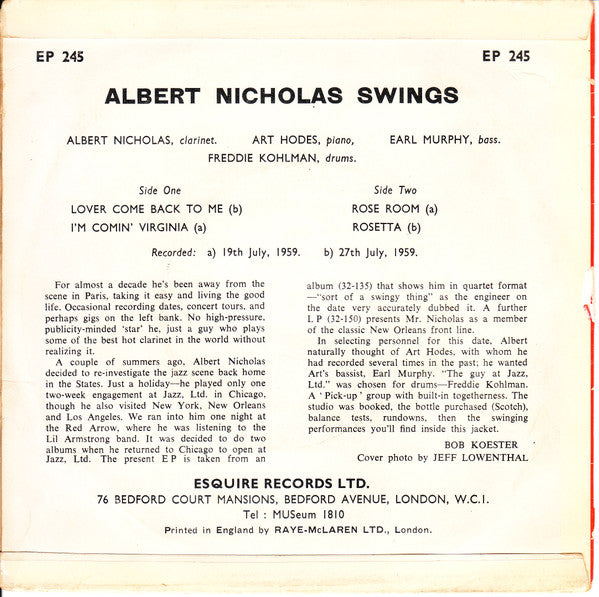 EP 245 EP 245
ALBERT NICHOLAS SWINGS
ALBERT NICHOLAS, clarinet. ART HODES, piano, EARL MURPHY, bass.
FREDDIE KOHLMAN, drums.
Side One
LOVER COME BACK TO ME (b)
I'M COMIN' VIRGINIA (a)
Side Two
ROSE ROOM (a)
ROSETTA (b)
Recorded: a) 19th July, 1959. b) 27th July, 1959.
For almost a decade he's been away from the
scene in Paris, taking it easy and living the good
life. Occasional recording dates, concert tours, and
perhaps gigs on the left bank. No high-pressure,
publicity-minded 'star' he, just a guy who plays
some of the best hot clarinet in the world without
realizing it.
A couple of summers ago, Albert Nicholas
decided to re-investigate the jazz scene back home
in the States. Just a holiday—he played only one
two-week engagement at Jazz, Ltd. in Chicago,
though he also visited New York, New Orleans
and Los Angeles. We ran into him one night at
the Red Arrow, where he was listening to the
Lil Armstrong band. It was decided to do two
albums when he returned to Chicago to open at
Jazz, Ltd. The present EP is taken from an
album (32-135) that shows him in quartet format
—“sort of a swingy thing” as the engineer on
the date very accurately dubbed it. A further
LP (32-150) presents Mr. Nicholas as a member
of the classic New Orleans front line.
In selecting personnel for this date, Albert
naturally thought of Art Hodes, with whom he
had recorded several times in the past; he wanted
Art's bassist, Earl Murphy. “The guy at Jazz,
Ltd.” was chosen for drums—Freddie Kohlman.
A 'Pick-up' group with built-in togetherness. The
studio was booked, the bottle purchased (Scotch),
balance tests, rundowns, then the swinging
performances you'll find inside this jacket.
BOB KOESTER
Cover photo by JEFF LOWENTHAL
ESQUIRE RECORDS LTD.
76 BEDFORD COURT MANSIONS, BEDFORD AVENUE, LONDON, W.C.1.
Tel : MUSeum 1810
Printed in England by RAYE-McLAREN LTD., London.